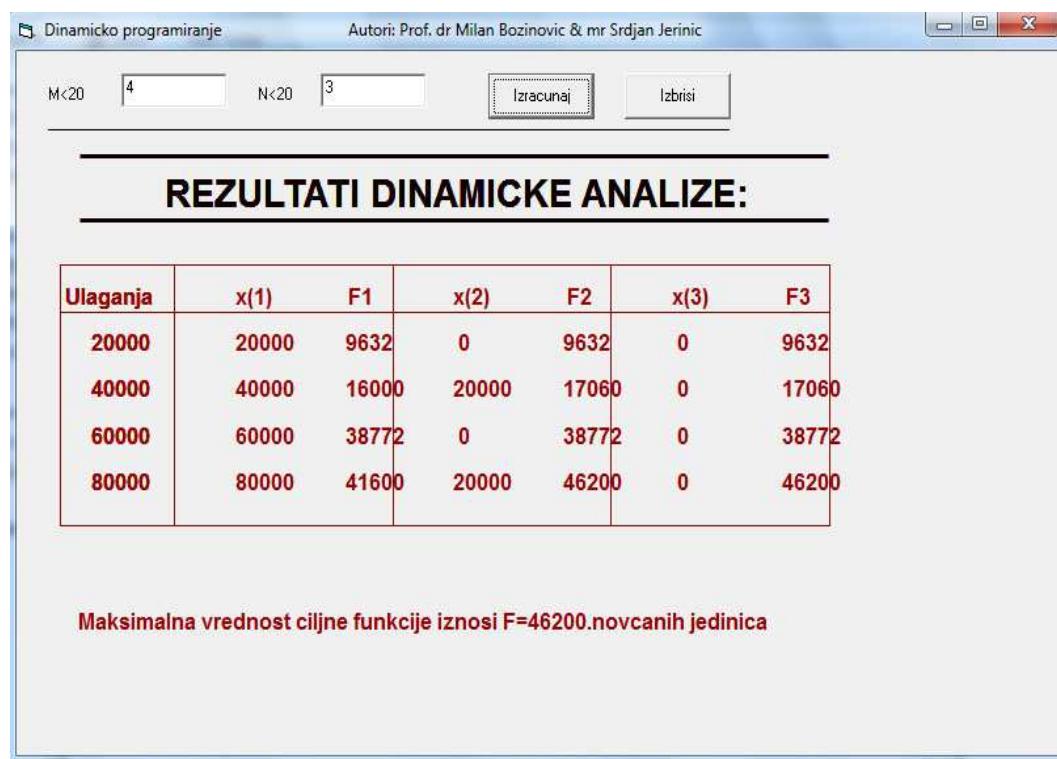 Dinamicko programiranje Autori: Prof. dr Milan Bozinovic & mr Srdjan Jerinic
M<20 4 N<20 3 Izracunaj Izbrisi
REZULTATI DINAMICKE ANALIZE:
Ulaganja x(1) F1 x(2) F2 x(3) F3
20000 20000 9632 0 9632 0 9632
40000 40000 16000 20000 17060 0 17060
60000 60000 38772 0 38772 0 38772
80000 80000 41600 20000 46200 0 46200
Maksimalna vrednost ciljne funkcije iznosi F=46200.novcanih jedinica